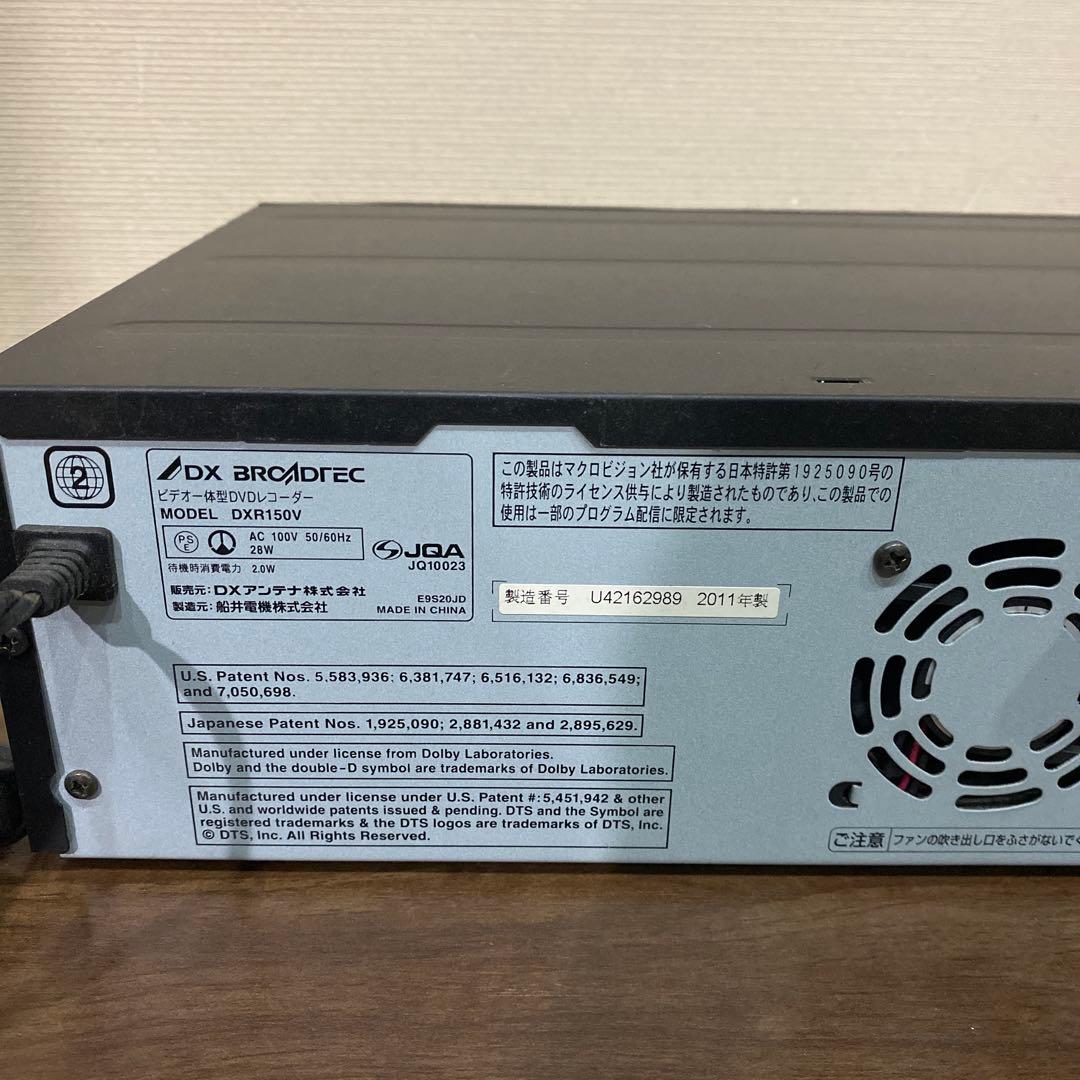 2
DX BROADTEC
ビデオ一体型DVDレコーダー
MODEL DXR150V
PS
E
AC 100V 50/60Hz
28W
JQA
JQ10023
待機時消費電力 2.0W
販売元:DXアンテナ株式会社
製造元:船井電機株式会社
E9S20JD
MADE IN CHINA
この製品はマクロビジョン社が保有する日本特許第1925090号の
特許技術のライセンス供与により製造されたものであり、この製品での
使用は一部のプログラム配信に限定されます。
製造番号 U42162989 2011年製
U.S. Patent Nos. 5.583,936; 6,381,747; 6,516,132; 6,836,549;
and 7,050,698.
Japanese Patent Nos. 1,925,090; 2,881,432 and 2,895,629.
Manufactured under license from Dolby Laboratories.
Dolby and the double-D symbol are trademarks of Dolby Laboratories.
Manufactured under license under U.S. Patent #:5,451,942 & other
U.S. and worldwide patents issued & pending. DTS and the Symbol are
registered trademarks & the DTS logos are trademarks of DTS, Inc.
© DTS, Inc. All Rights Reserved.
ご注意 ファンの吹き出し口をふさがないでく